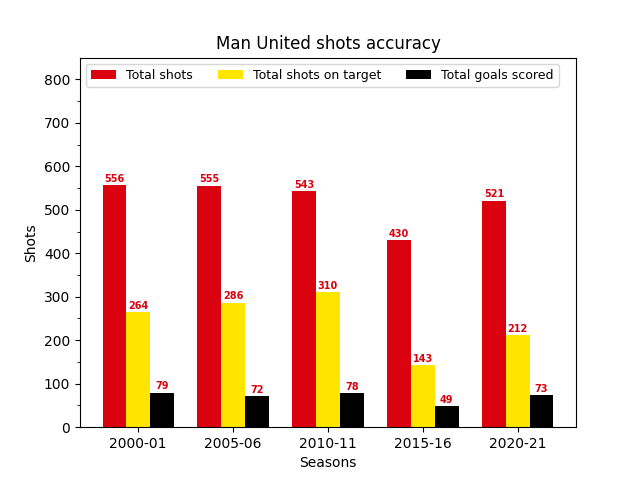 Man United shots accuracy
Total shots Total shots on target Total goals scored
800
700
600
500
400
300
200
100
0
Shots
556 264 79
555 286 72
543 310 78
430 143 49
521 212 73
2000-01 2005-06 2010-11 2015-16 2020-21
Seasons